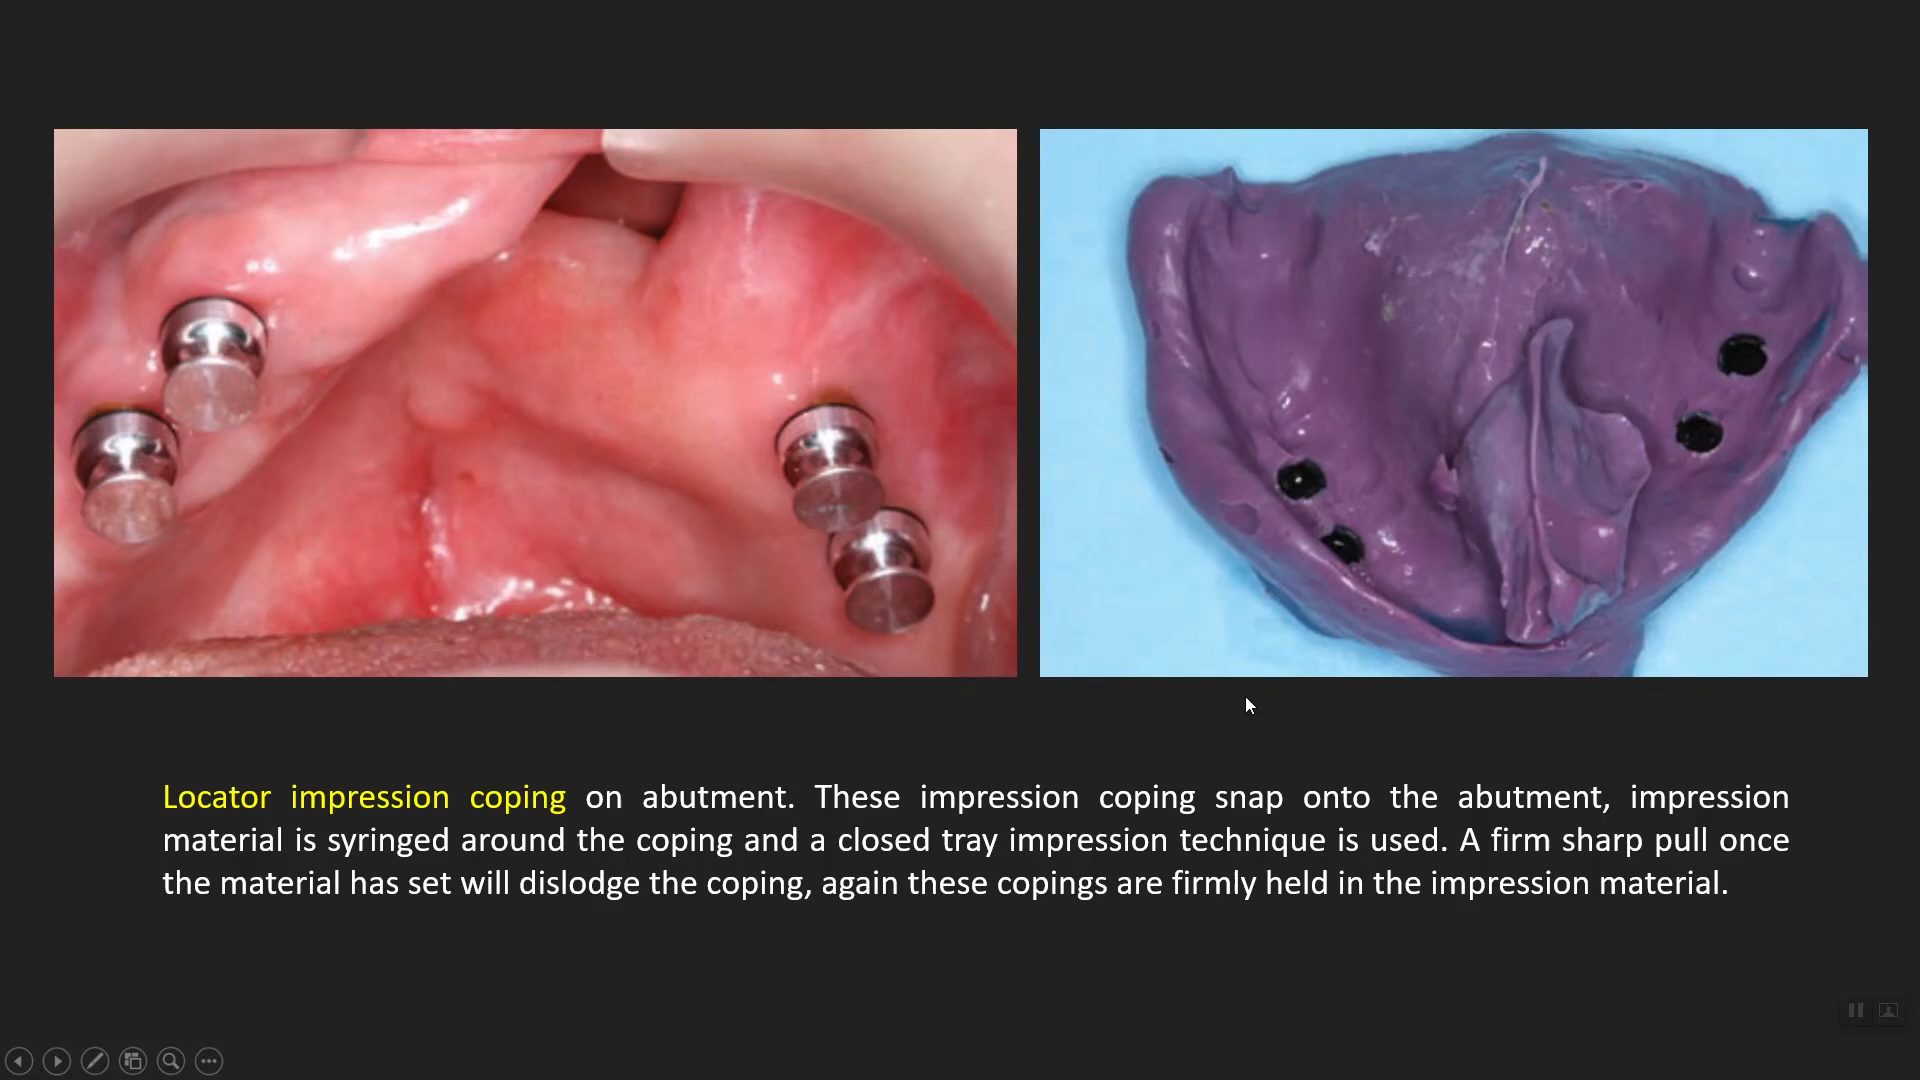 Locator impression coping on abutment. These impression coping snap onto the abutment, impression
material is syringed around the coping and a closed tray impression technique is used. A firm sharp pull once
the material has set will dislodge the coping, again these copings are firmly held in the impression material.